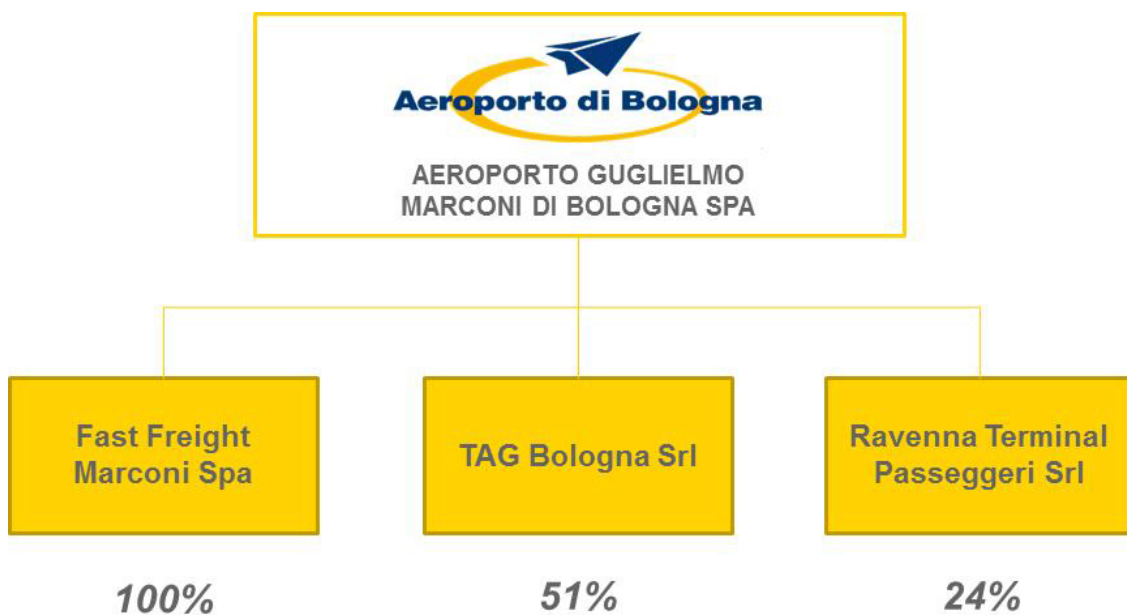 Aeroporto di Bologna
AEROPORTO GUGLIELMO
MARCONI DI BOLOGNA SPA
Fast Freight
Marconi Spa
TAG Bologna Srl
Ravenna Terminal
Passeggeri Srl
100%
51%
24%